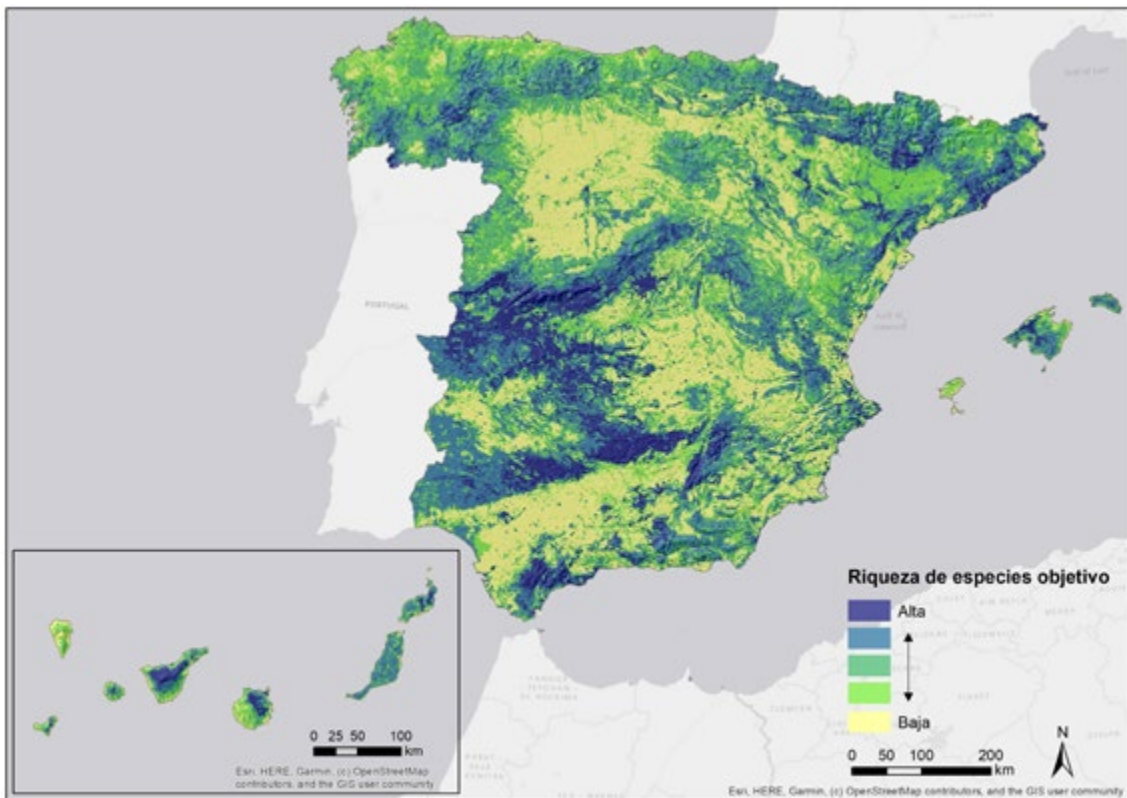 PORTUGAL
Riqueza de especies objetivo
Alta
Baja
0 25 50 100
km
Esri, HERE, Garmin, (c) OpenStreetMap
contributors, and the GIS user community
N
0 50 100 200
km
Esri, HERE, Garmin, (c) OpenStreetMap contributors, and the GIS user community